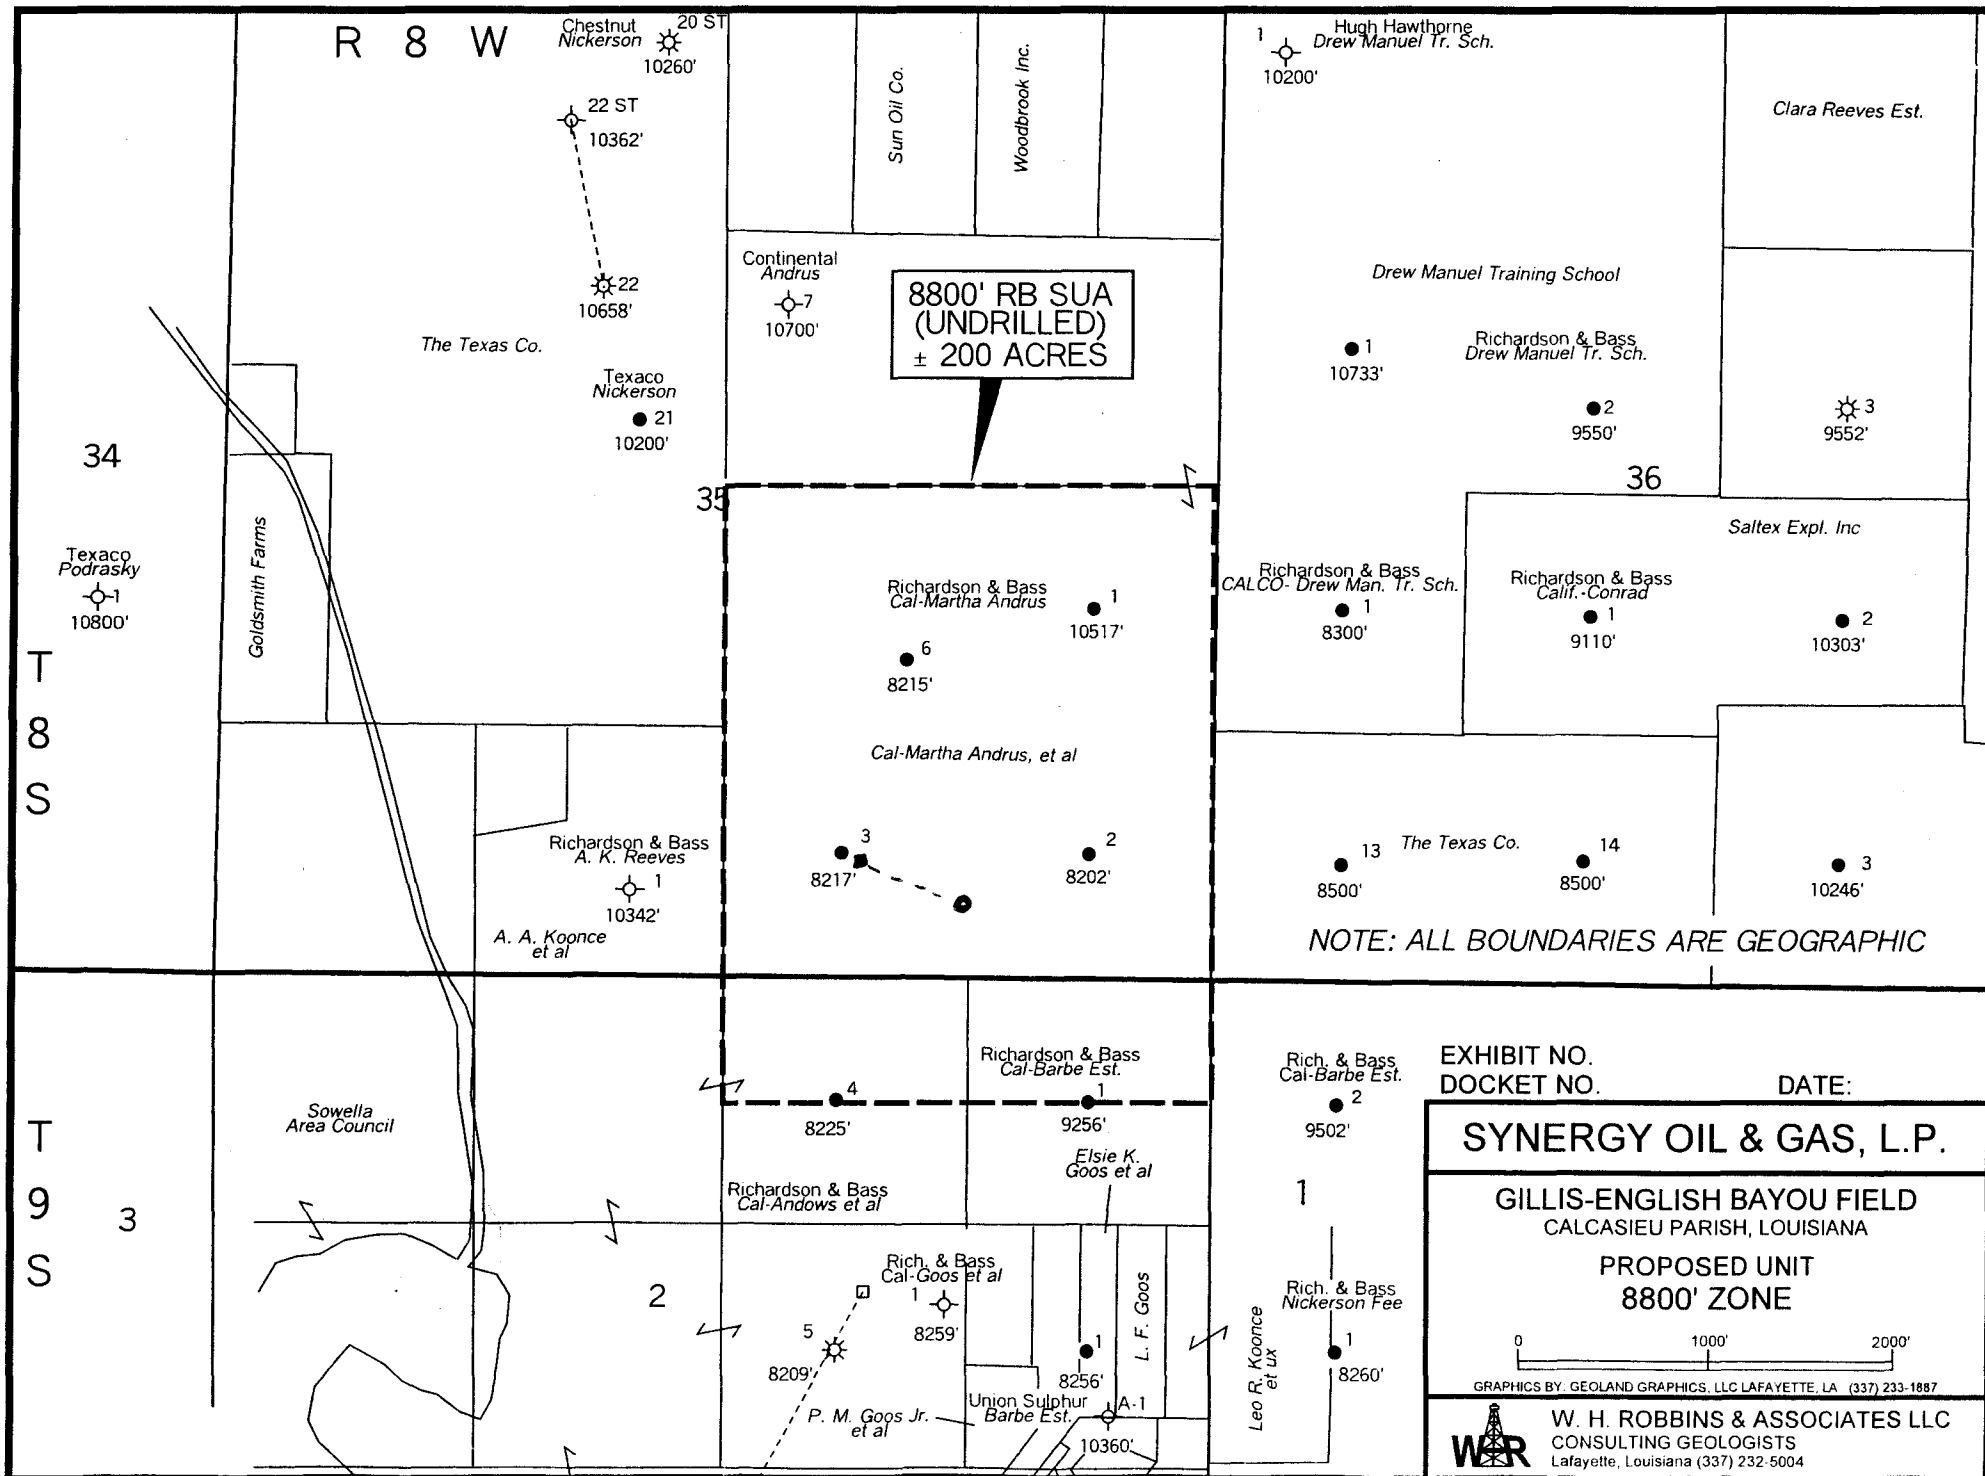 R 8 W
Chestnut
Nickerson
20 ST
10260'
22 ST
10362'
22
10658'
The Texas Co.
Texaco
Nickerson
21
10200'
Sun Oil Co.
Woodbrook Inc.
Continental
Andrus
7
10700'
8800' RB SUA
(UNDRILLED)
± 200 ACRES
Hugh Hawthorne
Drew Manuel Tr. Sch.
1
10200'
Clara Reeves Est.
Drew Manuel Training School
1
10733'
Richardson & Bass
Drew Manuel Tr. Sch.
2
9550'
3
9552'
34
35
36
Goldsmith Farms
Texaco
Podrasky
1
10800'
Saltex Expl. Inc
Richardson & Bass
Cal-Martha Andrus
1
10517'
6
8215'
Richardson & Bass
CALCO- Drew Man. Tr. Sch.
1
8300'
Richardson & Bass
Calif.-Conrad
1
9110'
2
10303'
T
8
S
Cal-Martha Andrus, et al
Richardson & Bass
A. K. Reeves
1
10342'
A. A. Koonce
et al
3
8217'
2
8202'
The Texas Co.
13
8500'
14
8500'
3
10246'
NOTE: ALL BOUNDARIES ARE GEOGRAPHIC
T
9
S
3
Sowella
Area Council
4
8225'
Richardson & Bass
Cal-Barbe Est.
1
9256'
Elsie K.
Goos et al
Richardson & Bass
Cal-Andows et al
Rich. & Bass
Cal-Barbe Est.
2
9502'
1
2
Rich. & Bass
Cal-Goos et al
1
8259'
5
8209'
P. M. Goos Jr.
et al
Union Sulphur
Barbe Est.
1
8256'
A-1
10360'
L. F. Goos
Leo R. Koonce
et ux
Rich. & Bass
Nickerson Fee
1
8260'
EXHIBIT NO.
DOCKET NO. DATE:
SYNERGY OIL & GAS, L.P.
GILLIS-ENGLISH BAYOU FIELD
CALCASIEU PARISH, LOUISIANA
PROPOSED UNIT
8800' ZONE
0 1000' 2000'
GRAPHICS BY: GEOLAND GRAPHICS, LLC LAFAYETTE, LA (337) 233-1887
W R
W. H. ROBBINS & ASSOCIATES LLC
CONSULTING GEOLOGISTS
Lafayette, Louisiana (337) 232-5004